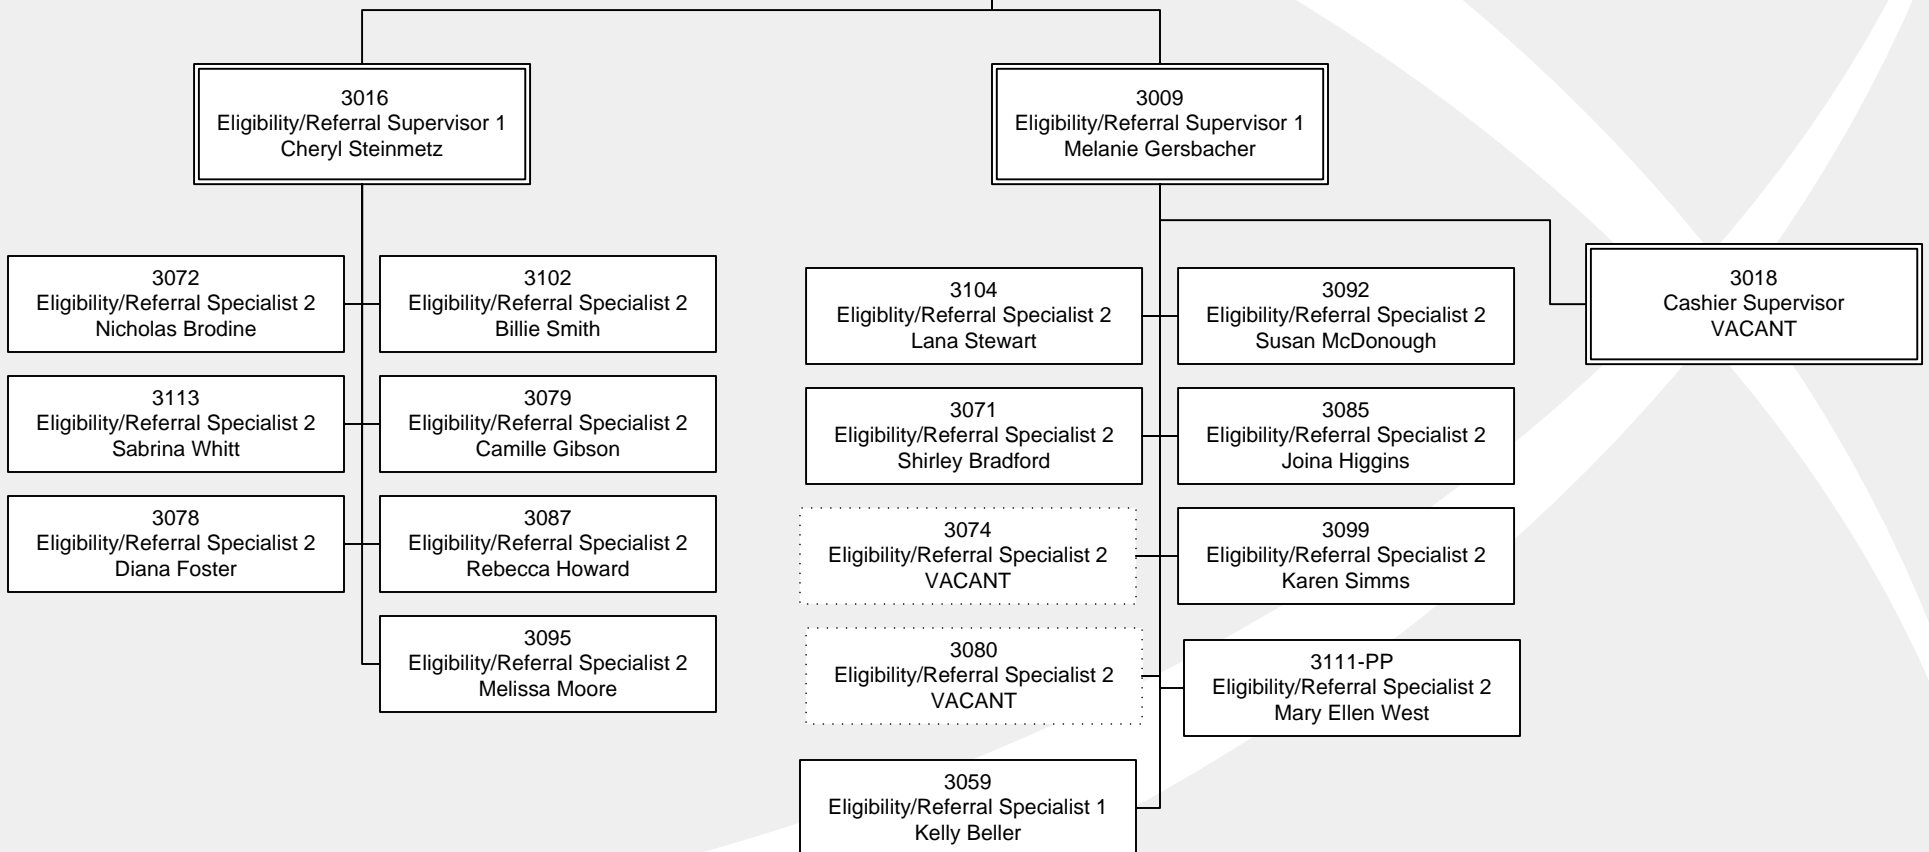 3016
Eligibility/Referral Supervisor 1
Cheryl Steinmetz
3009
Eligibility/Referral Supervisor 1
Melanie Gersbacher
3018
Cashier Supervisor
VACANT
3072
Eligibility/Referral Specialist 2
Nicholas Brodine
3102
Eligibility/Referral Specialist 2
Billie Smith
3113
Eligibility/Referral Specialist 2
Sabrina Whitt
3079
Eligibility/Referral Specialist 2
Camille Gibson
3078
Eligibility/Referral Specialist 2
Diana Foster
3087
Eligibility/Referral Specialist 2
Rebecca Howard
3095
Eligibility/Referral Specialist 2
Melissa Moore
3104
Eligiblity/Referral Specialist 2
Lana Stewart
3092
Eligibility/Referral Specialist 2
Susan McDonough
3071
Eligibility/Referral Specialist 2
Shirley Bradford
3085
Eligibility/Referral Specialist 2
Joina Higgins
3074
Eligibility/Referral Specialist 2
VACANT
3099
Eligibility/Referral Specialist 2
Karen Simms
3080
Eligibility/Referral Specialist 2
VACANT
3111-PP
Eligibility/Referral Specialist 2
Mary Ellen West
3059
Eligibility/Referral Specialist 1
Kelly Beller